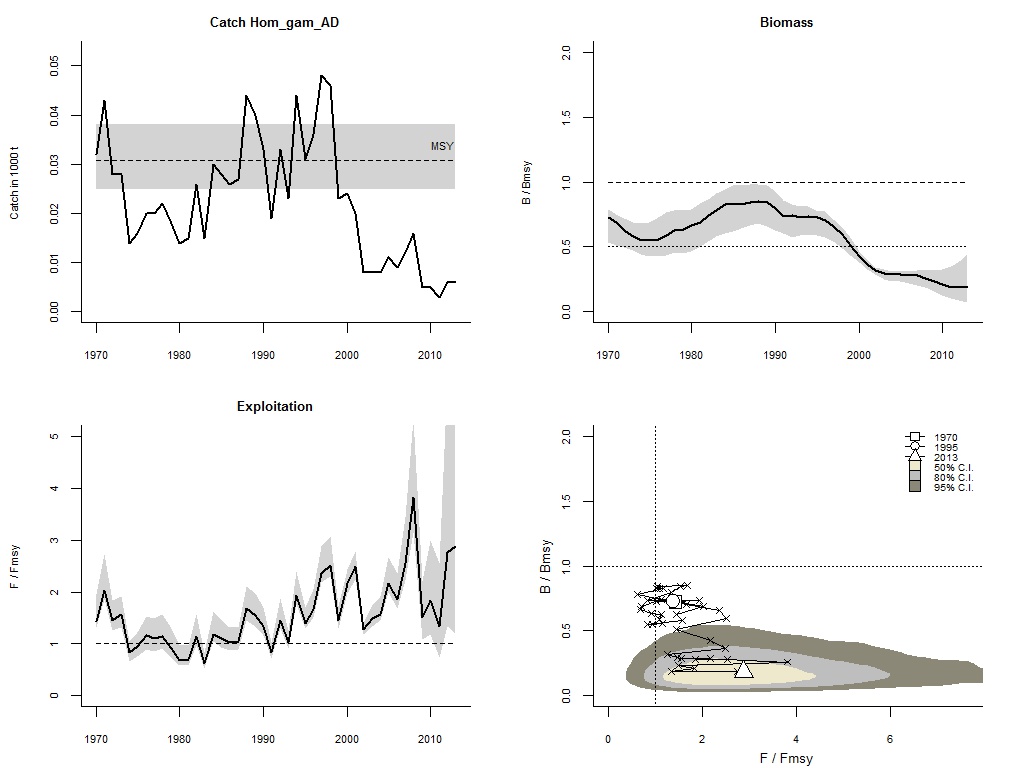 Catch Hom_gam_AD
Catch in 1000 t
0.05
0.04
0.03
0.02
0.01
0.00
MSY
1970 1980 1990 2000 2010
Biomass
B / Bmsy
2.0
1.5
1.0
0.5
0.0
1970 1980 1990 2000 2010
Exploitation
F / Fmsy
5
4
3
2
1
0
1970 1980 1990 2000 2010
B / Bmsy
2.0
1.5
1.0
0.5
0.0
1970
1995
2013
50% C.I.
80% C.I.
95% C.I.
0 2 4 6
F / Fmsy